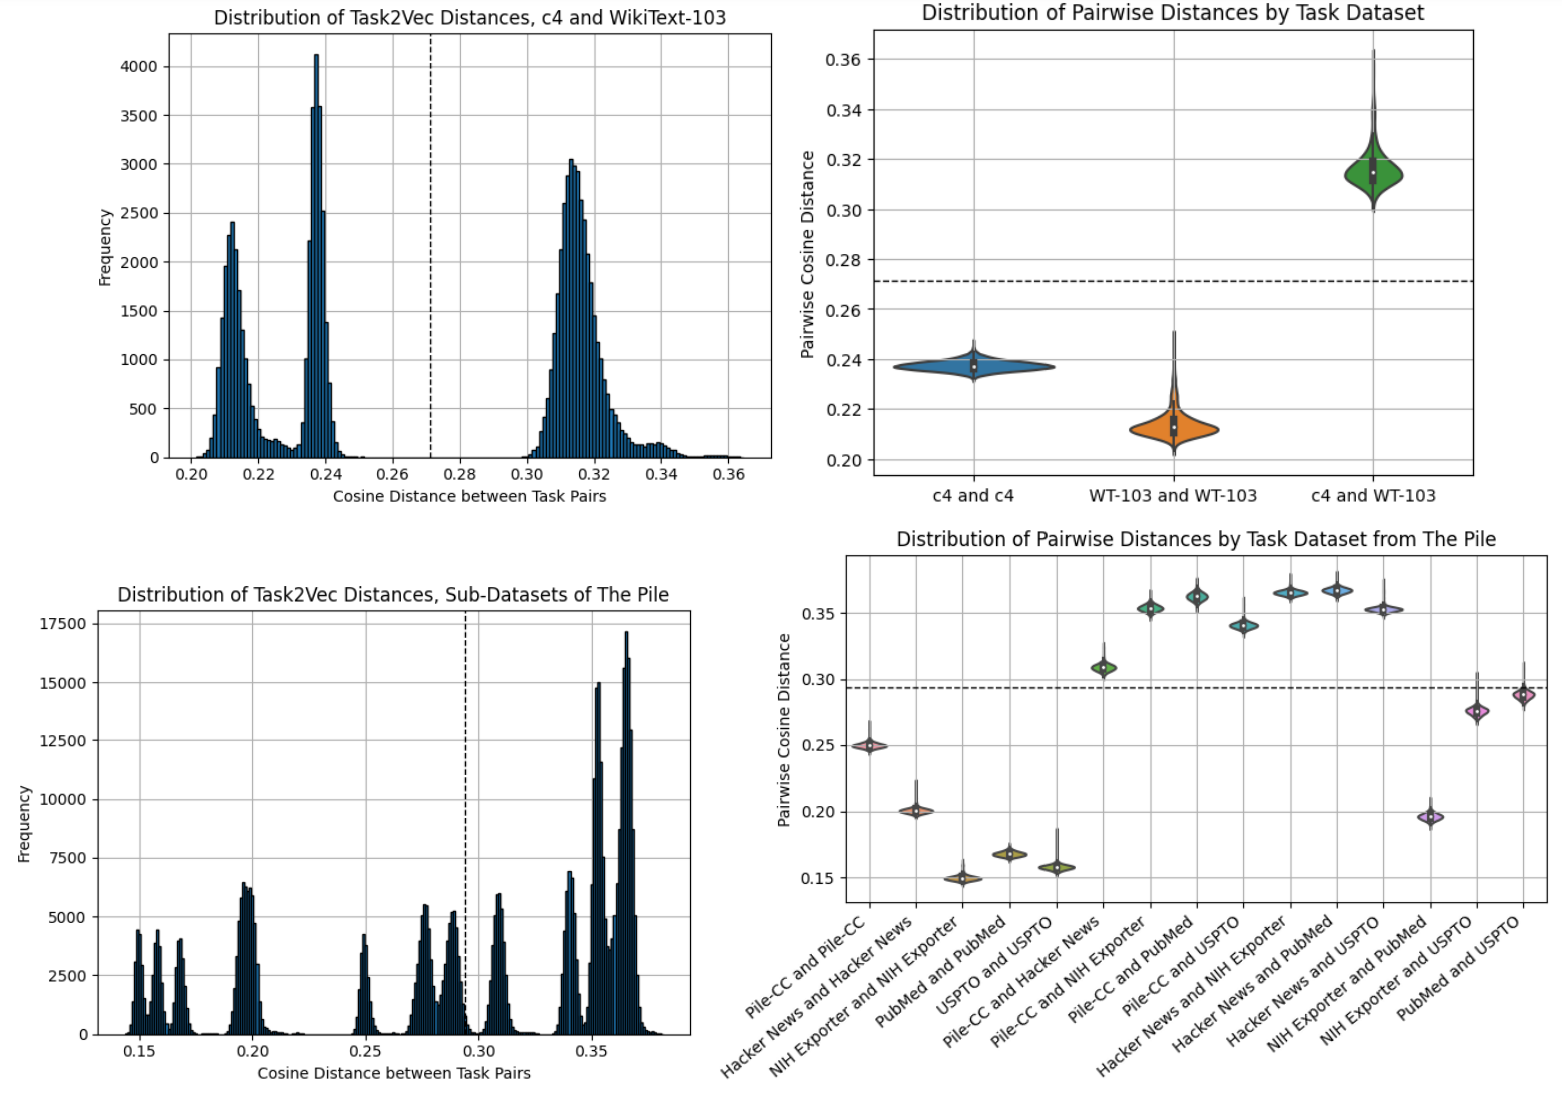 Distribution of Task2Vec Distances, c4 and WikiText-103
4000
3500
3000
2500
2000
1500
1000
500
0
Frequency
0.20 0.22 0.24 0.26 0.28 0.30 0.32 0.34 0.36
Cosine Distance between Task Pairs
Distribution of Pairwise Distances by Task Dataset
0.36
0.34
0.32
0.30
0.28
0.26
0.24
0.22
0.20
Pairwise Cosine Distance
c4 and c4 WT-103 and WT-103 c4 and WT-103
Distribution of Task2Vec Distances, Sub-Datasets of The Pile
17500
15000
12500
10000
7500
5000
2500
0
Frequency
0.15 0.20 0.25 0.30 0.35
Cosine Distance between Task Pairs
Distribution of Pairwise Distances by Task Dataset from The Pile
0.35
0.30
0.25
0.20
0.15
Pairwise Cosine Distance
Pile-CC and Pile-CC
Hacker News and Hacker News
NIH Exporter and NIH Exporter
PubMed and PubMed
USPTO and USPTO
Pile-CC and Hacker News
Pile-CC and NIH Exporter
Pile-CC and PubMed
Pile-CC and USPTO
Hacker News and NIH Exporter
Hacker News and PubMed
Hacker News and USPTO
NIH Exporter and PubMed
NIH Exporter and USPTO
PubMed and USPTO